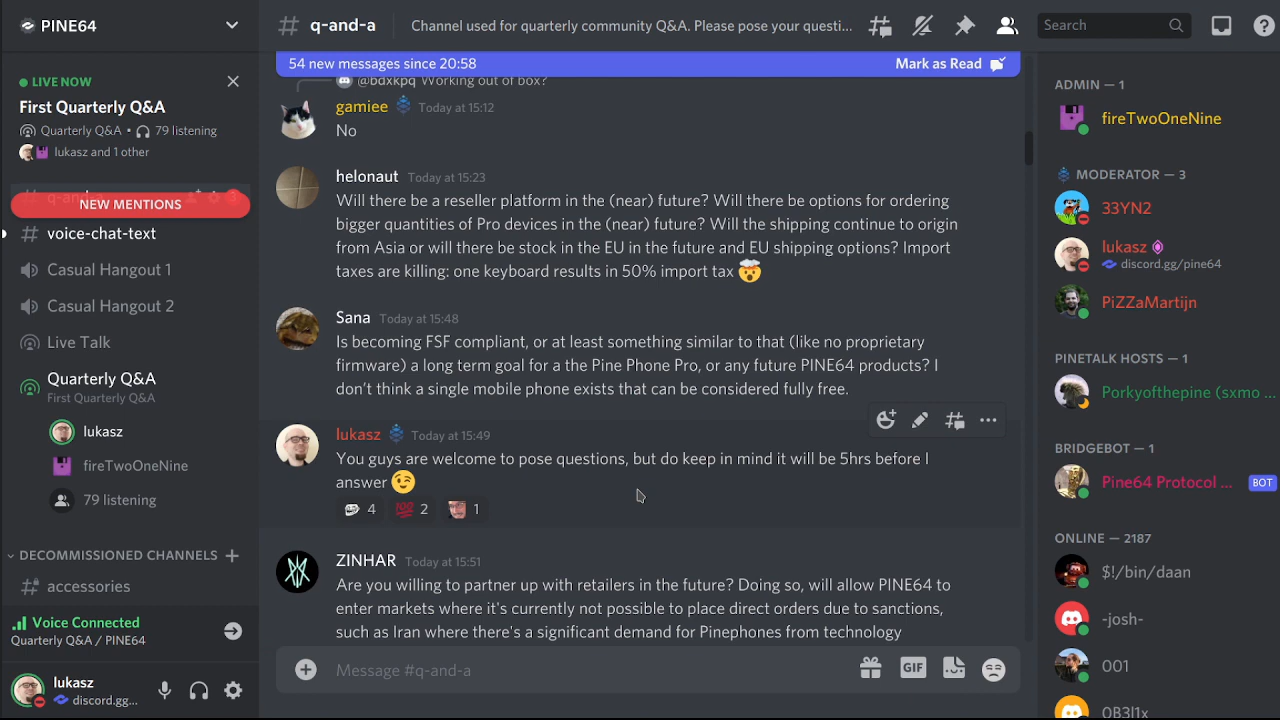 PINE64
q-and-a
Channel used for quarterly community Q&A. Please pose your questi...
Search
LIVE NOW
First Quarterly Q&A
Quarterly Q&A • 79 listening
lukasz and 1 other
q-and-a
3
NEW MENTIONS
# voice-chat-text
Casual Hangout 1
Casual Hangout 2
Live Talk
Quarterly Q&A
First Quarterly Q&A
lukasz
fireTwoOneNine
79 listening
DECOMMISSIONED CHANNELS
accessories
Voice Connected
Quarterly Q&A / PINE64
lukasz
discord.gg...
54 new messages since 20:58
Mark as Read
@bdxkpq Working out of box?
gamiee Today at 15:12
No
helonaut Today at 15:23
Will there be a reseller platform in the (near) future? Will there be options for ordering
bigger quantities of Pro devices in the (near) future? Will the shipping continue to origin
from Asia or will there be stock in the EU in the future and EU shipping options? Import
taxes are killing: one keyboard results in 50% import tax 🤯
Sana Today at 15:48
Is becoming FSF compliant, or at least something similar to that (like no proprietary
firmware) a long term goal for a the Pine Phone Pro, or any future PINE64 products? I
don't think a single mobile phone exists that can be considered fully free.
lukasz Today at 15:49
You guys are welcome to pose questions, but do keep in mind it will be 5hrs before I
answer 😉
4 💯 2 1
ZINHAR Today at 15:51
Are you willing to partner up with retailers in the future? Doing so, will allow PINE64 to
enter markets where it's currently not possible to place direct orders due to sanctions,
such as Iran where there's a significant demand for Pinephones from technology
Message #q-and-a
GIF
ADMIN — 1
fireTwoOneNine
MODERATOR — 3
33YN2
lukasz
discord.gg/pine64
PiZZaMartijn
PINETALK HOSTS — 1
Porkyofthepine (sxmo ...
BRIDGEBOT — 1
Pine64 Protocol ... BOT
ONLINE — 2187
$!/bin/daan
-josh-
001
0B3l1x